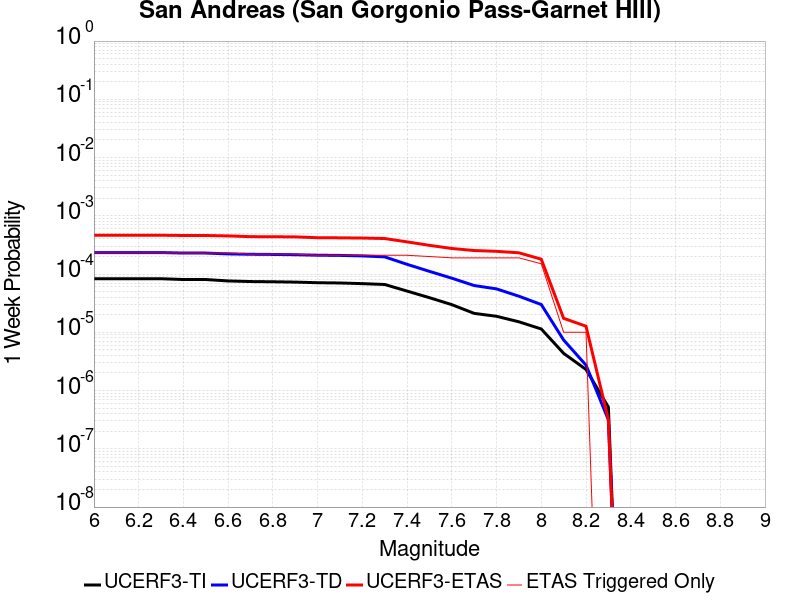 San Andreas (San Gorgonio Pass-Garnet HIll)
10^0
10^-1
10^-2
10^-3
10^-4
10^-5
10^-6
10^-7
10^-8
1 Week Probability
6 6.2 6.4 6.6 6.8 7 7.2 7.4 7.6 7.8 8 8.2 8.4 8.6 8.8 9
Magnitude
UCERF3-TI UCERF3-TD UCERF3-ETAS ETAS Triggered Only